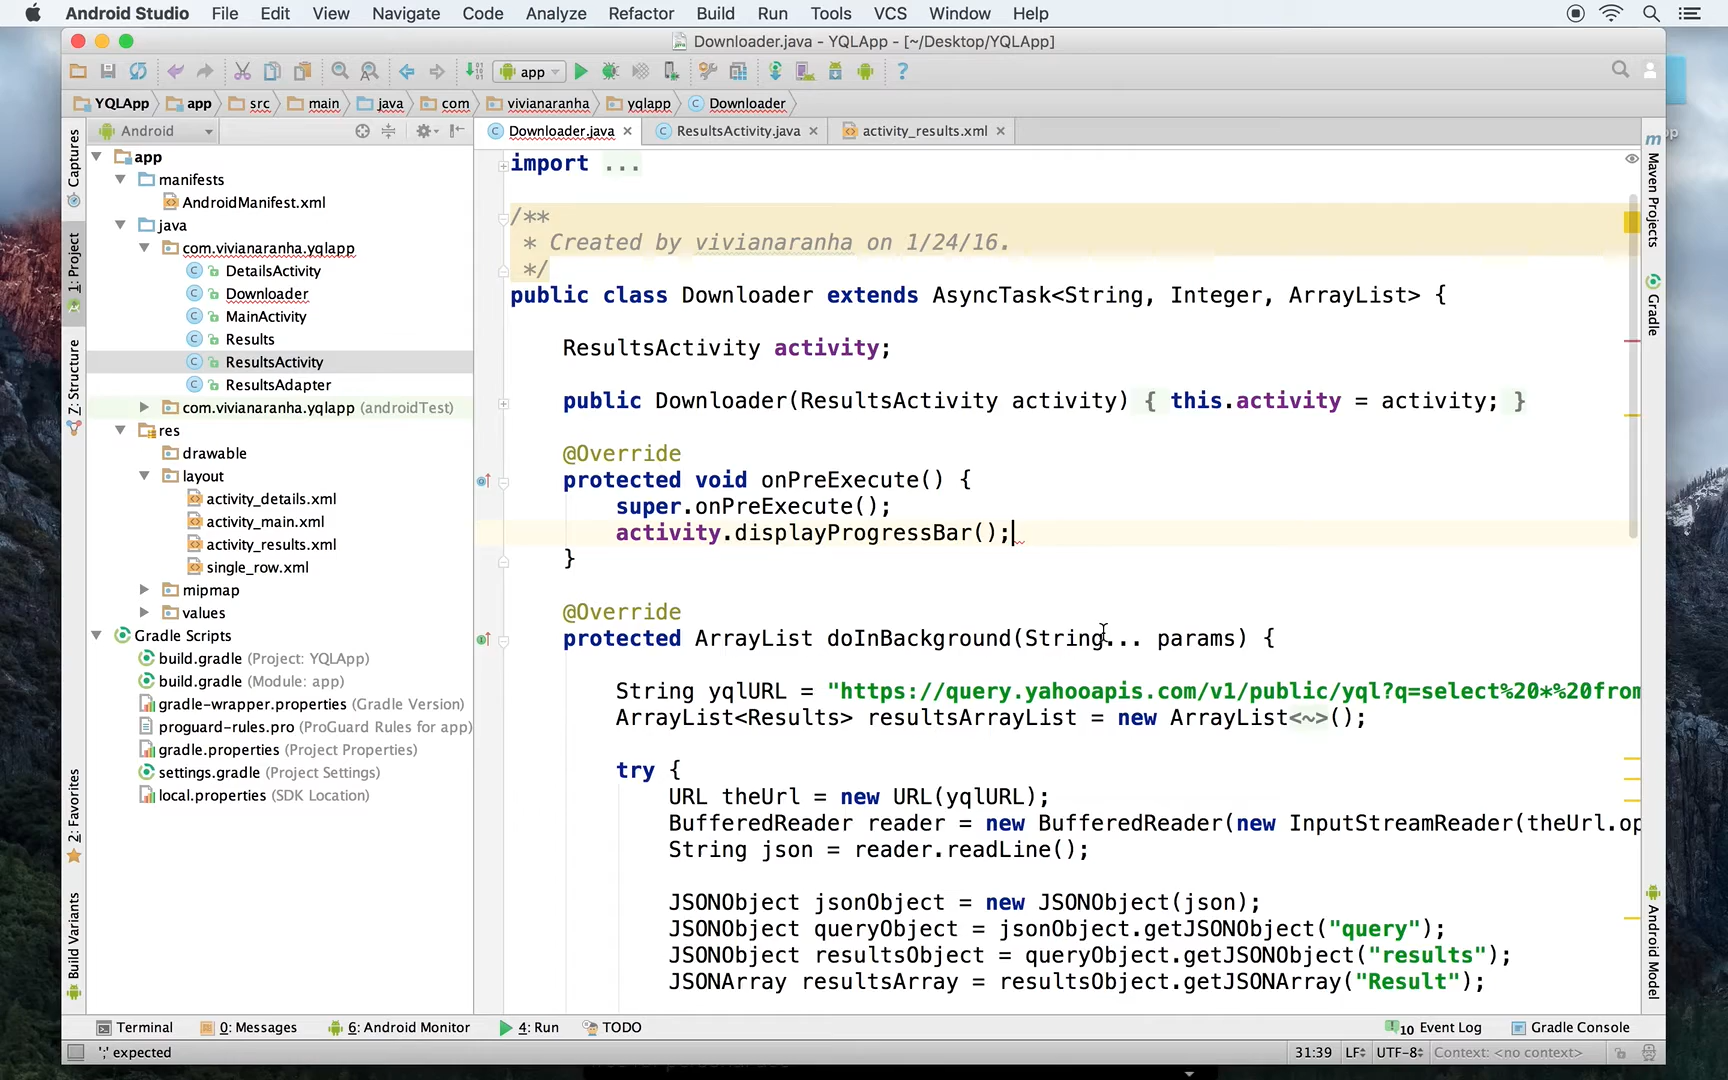 Android Studio File Edit View Navigate Code Analyze Refactor Build Run Tools VCS Window Help
Downloader.java - YQLApp - [~/Desktop/YQLApp]
app
YQLApp app src main java com vivianaranha yqlapp Downloader
Android
Downloader.java ResultsActivity.java activity_results.xml
Captures
1: Project
Z: Structure
2: Favorites
Build Variants
app
manifests
AndroidManifest.xml
java
com.vivianaranha.yqlapp
DetailsActivity
Downloader
MainActivity
Results
ResultsActivity
ResultsAdapter
com.vivianaranha.yqlapp (androidTest)
res
drawable
layout
activity_details.xml
activity_main.xml
activity_results.xml
single_row.xml
mipmap
values
Gradle Scripts
build.gradle (Project: YQLApp)
build.gradle (Module: app)
gradle-wrapper.properties (Gradle Version)
proguard-rules.pro (ProGuard Rules for app)
gradle.properties (Project Properties)
settings.gradle (Project Settings)
local.properties (SDK Location)
import ...
/**
* Created by vivianaranha on 1/24/16.
*/
public class Downloader extends AsyncTask<String, Integer, ArrayList> {
ResultsActivity activity;
public Downloader(ResultsActivity activity) { this.activity = activity; }
@Override
protected void onPreExecute() {
super.onPreExecute();
activity.displayProgressBar();
}
@Override
protected ArrayList doInBackground(String... params) {
String yqlURL = "https://query.yahooapis.com/v1/public/yql?q=select%20*%20from
ArrayList<Results> resultsArrayList = new ArrayList<~>();
try {
URL theUrl = new URL(yqlURL);
BufferedReader reader = new BufferedReader(new InputStreamReader(theUrl.op
String json = reader.readLine();
JSONObject jsonObject = new JSONObject(json);
JSONObject queryObject = jsonObject.getJSONObject("query");
JSONObject resultsObject = queryObject.getJSONObject("results");
JSONArray resultsArray = resultsObject.getJSONArray("Result");
m Maven Projects
Gradle
Android Model
Terminal 0: Messages 6: Android Monitor 4: Run TODO 10 Event Log Gradle Console
';' expected 31:39 LF UTF-8 Context: <no context>